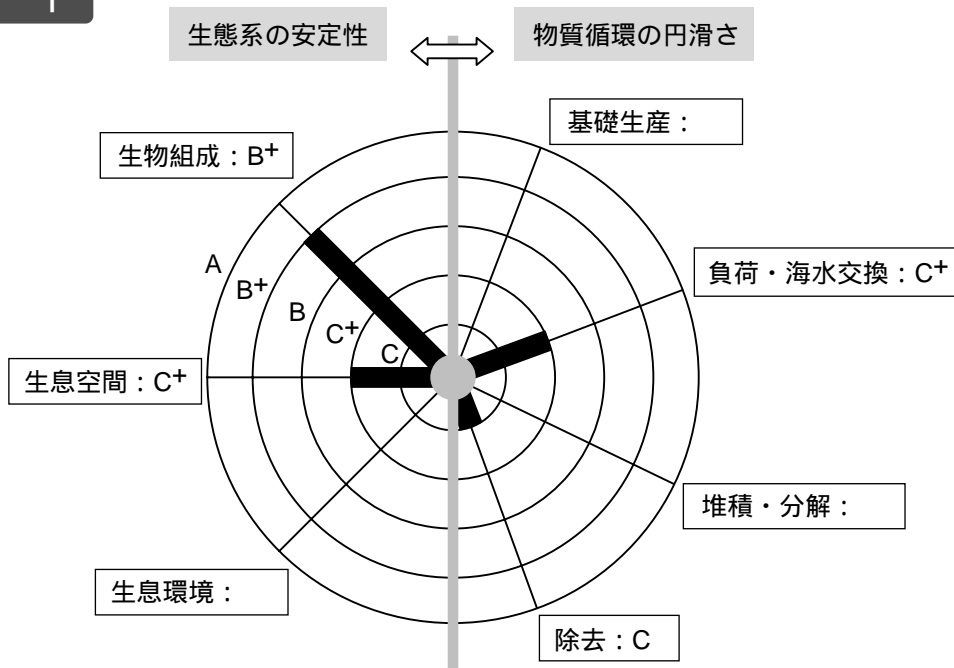 生態系の安定性
物質循環の円滑さ
基礎生産：
生物組成：B+
A
B+
B
C+
C
負荷・海水交換：C+
生息空間：C+
堆積・分解：
生息環境：
除去：C